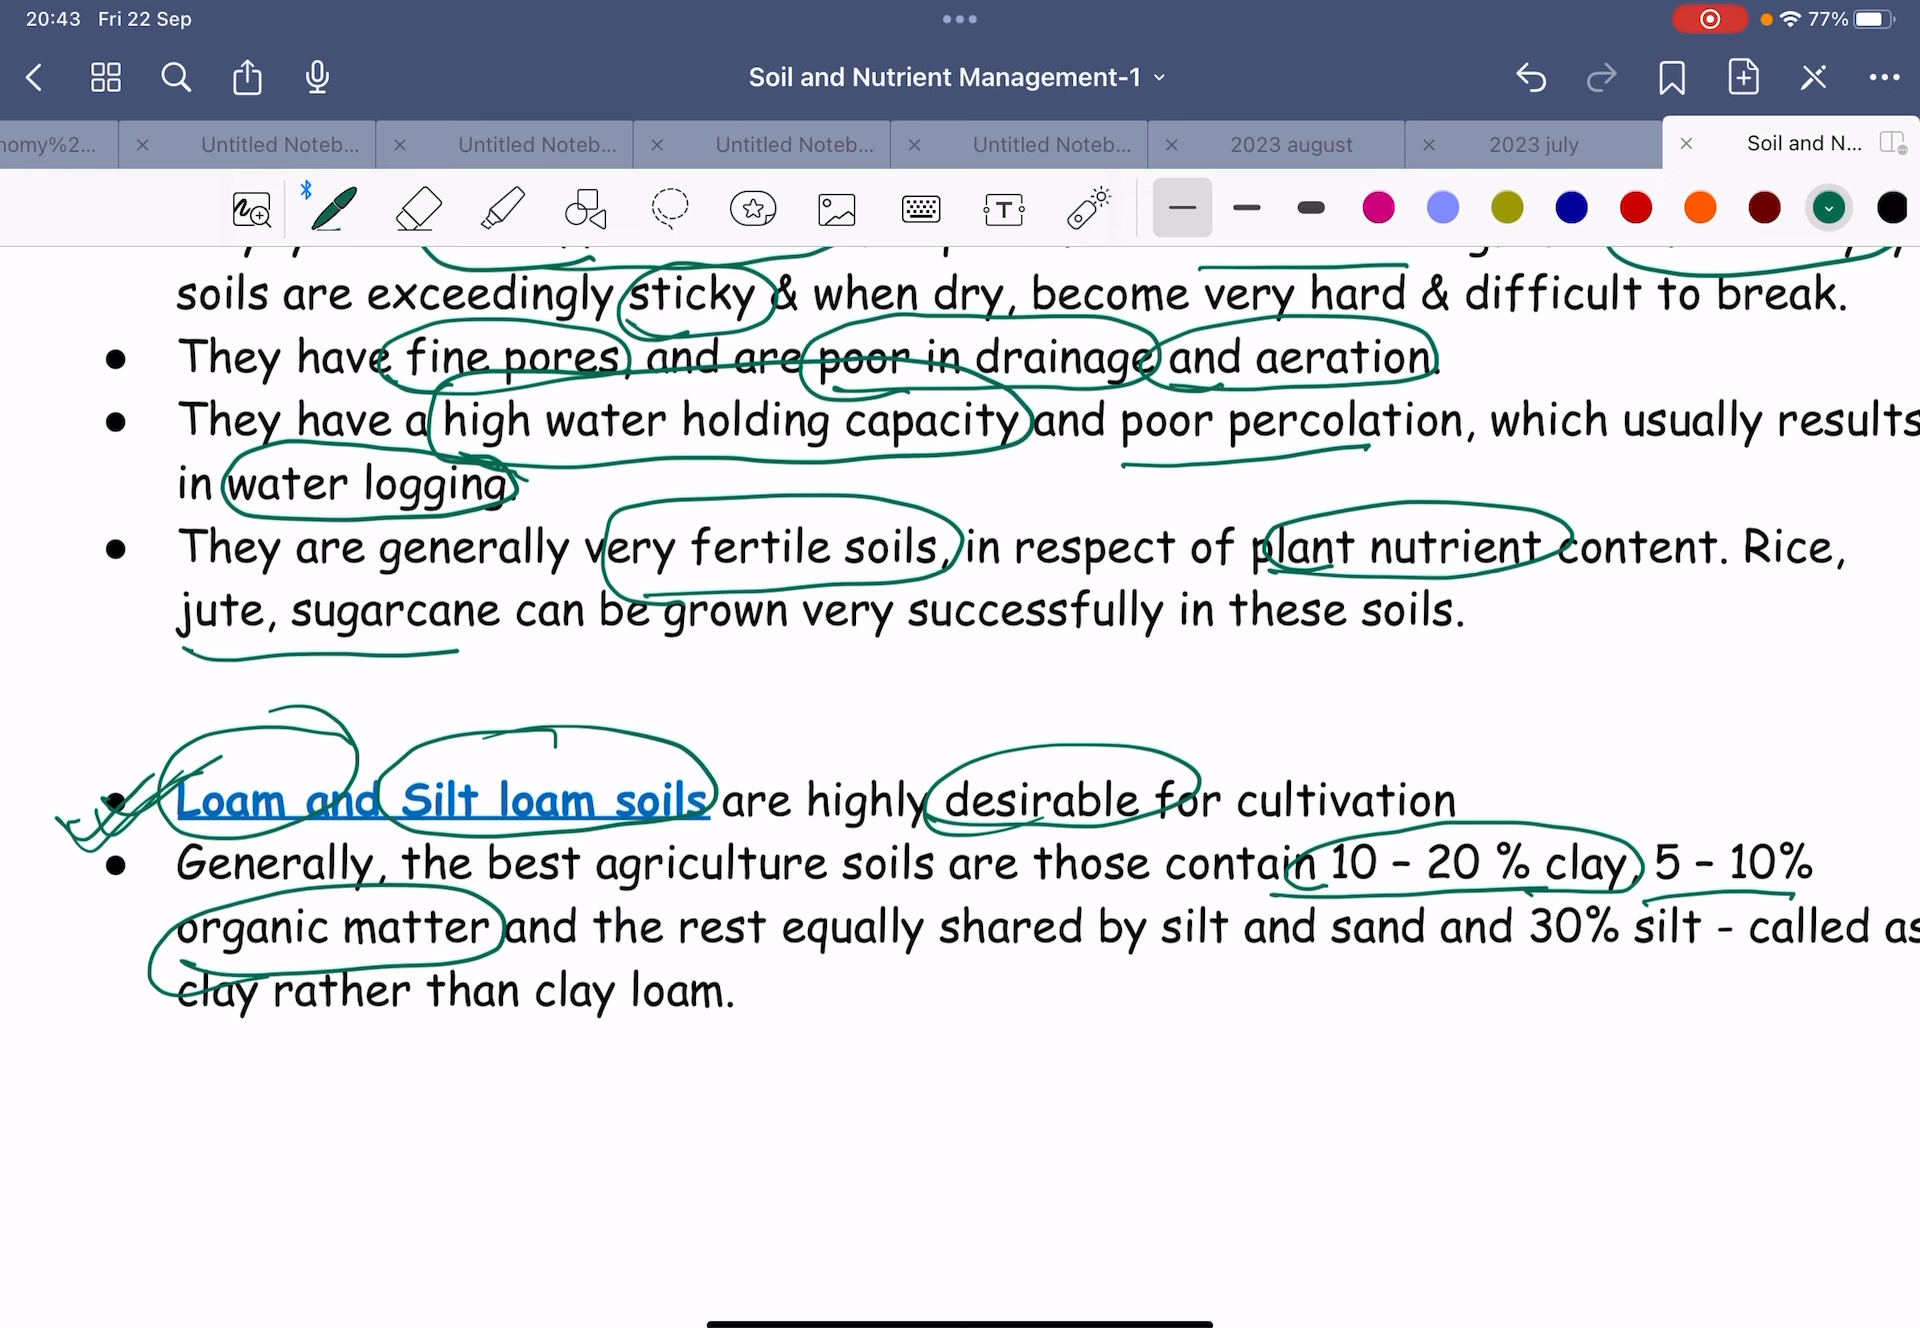 20:43 Fri 22 Sep
77%
Soil and Nutrient Management-1
nomy%2...
Untitled Noteb...
Untitled Noteb...
Untitled Noteb...
Untitled Noteb...
2023 august
2023 july
Soil and N...
soils are exceedingly sticky & when dry, become very hard & difficult to break.
● They have fine pores, and are poor in drainage and aeration.
● They have a high water holding capacity and poor percolation, which usually results
in water logging.
● They are generally very fertile soils, in respect of plant nutrient content. Rice,
jute, sugarcane can be grown very successfully in these soils.
● Loam and Silt loam soils are highly desirable for cultivation
● Generally, the best agriculture soils are those contain 10 – 20 % clay, 5 – 10%
organic matter and the rest equally shared by silt and sand and 30% silt - called as
clay rather than clay loam.